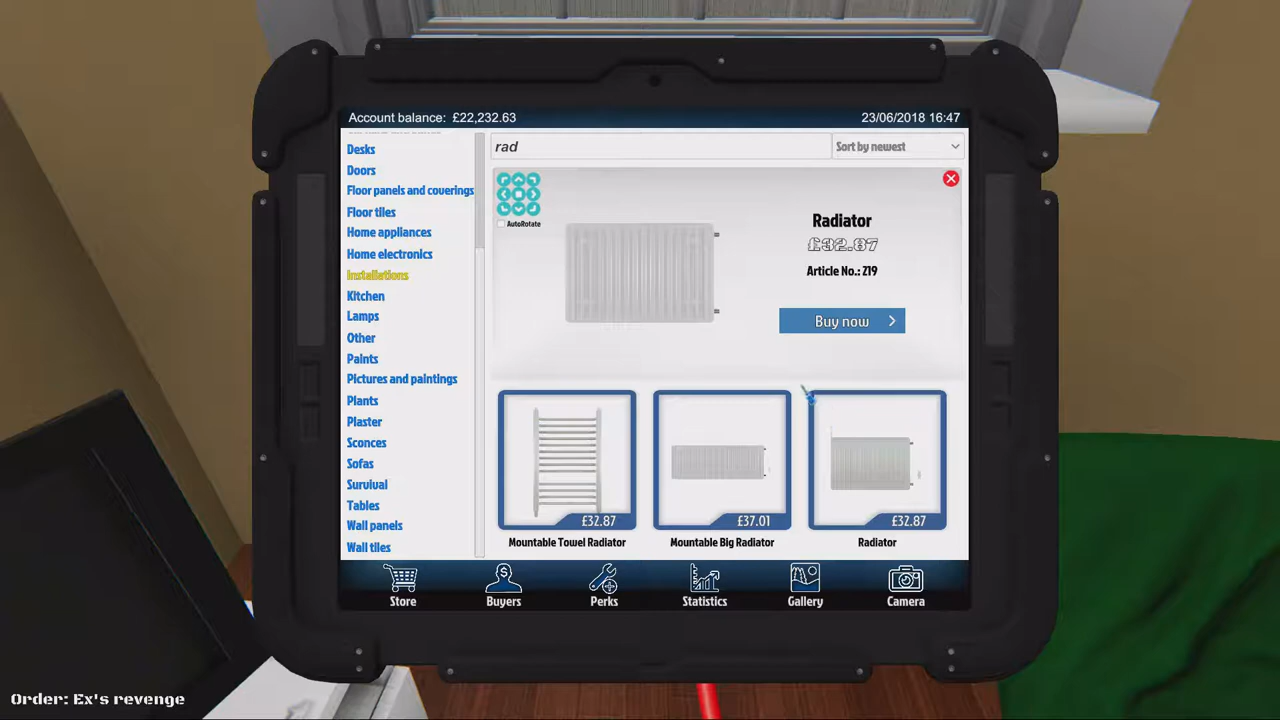 Account balance: £22,232.63
23/06/2018 16:47
Desks
Doors
Floor panels and coverings
Floor tiles
Home appliances
Home electronics
Installations
Kitchen
Lamps
Other
Paints
Pictures and paintings
Plants
Plaster
Sconces
Sofas
Survival
Tables
Wall panels
Wall tiles
rad
Sort by newest
AutoRotate
Radiator
£32.87
Article No.: Z19
Buy now
£32.87
Mountable Towel Radiator
£37.01
Mountable Big Radiator
£32.87
Radiator
Store
Buyers
Perks
Statistics
Gallery
Camera
Order: Ex's revenge